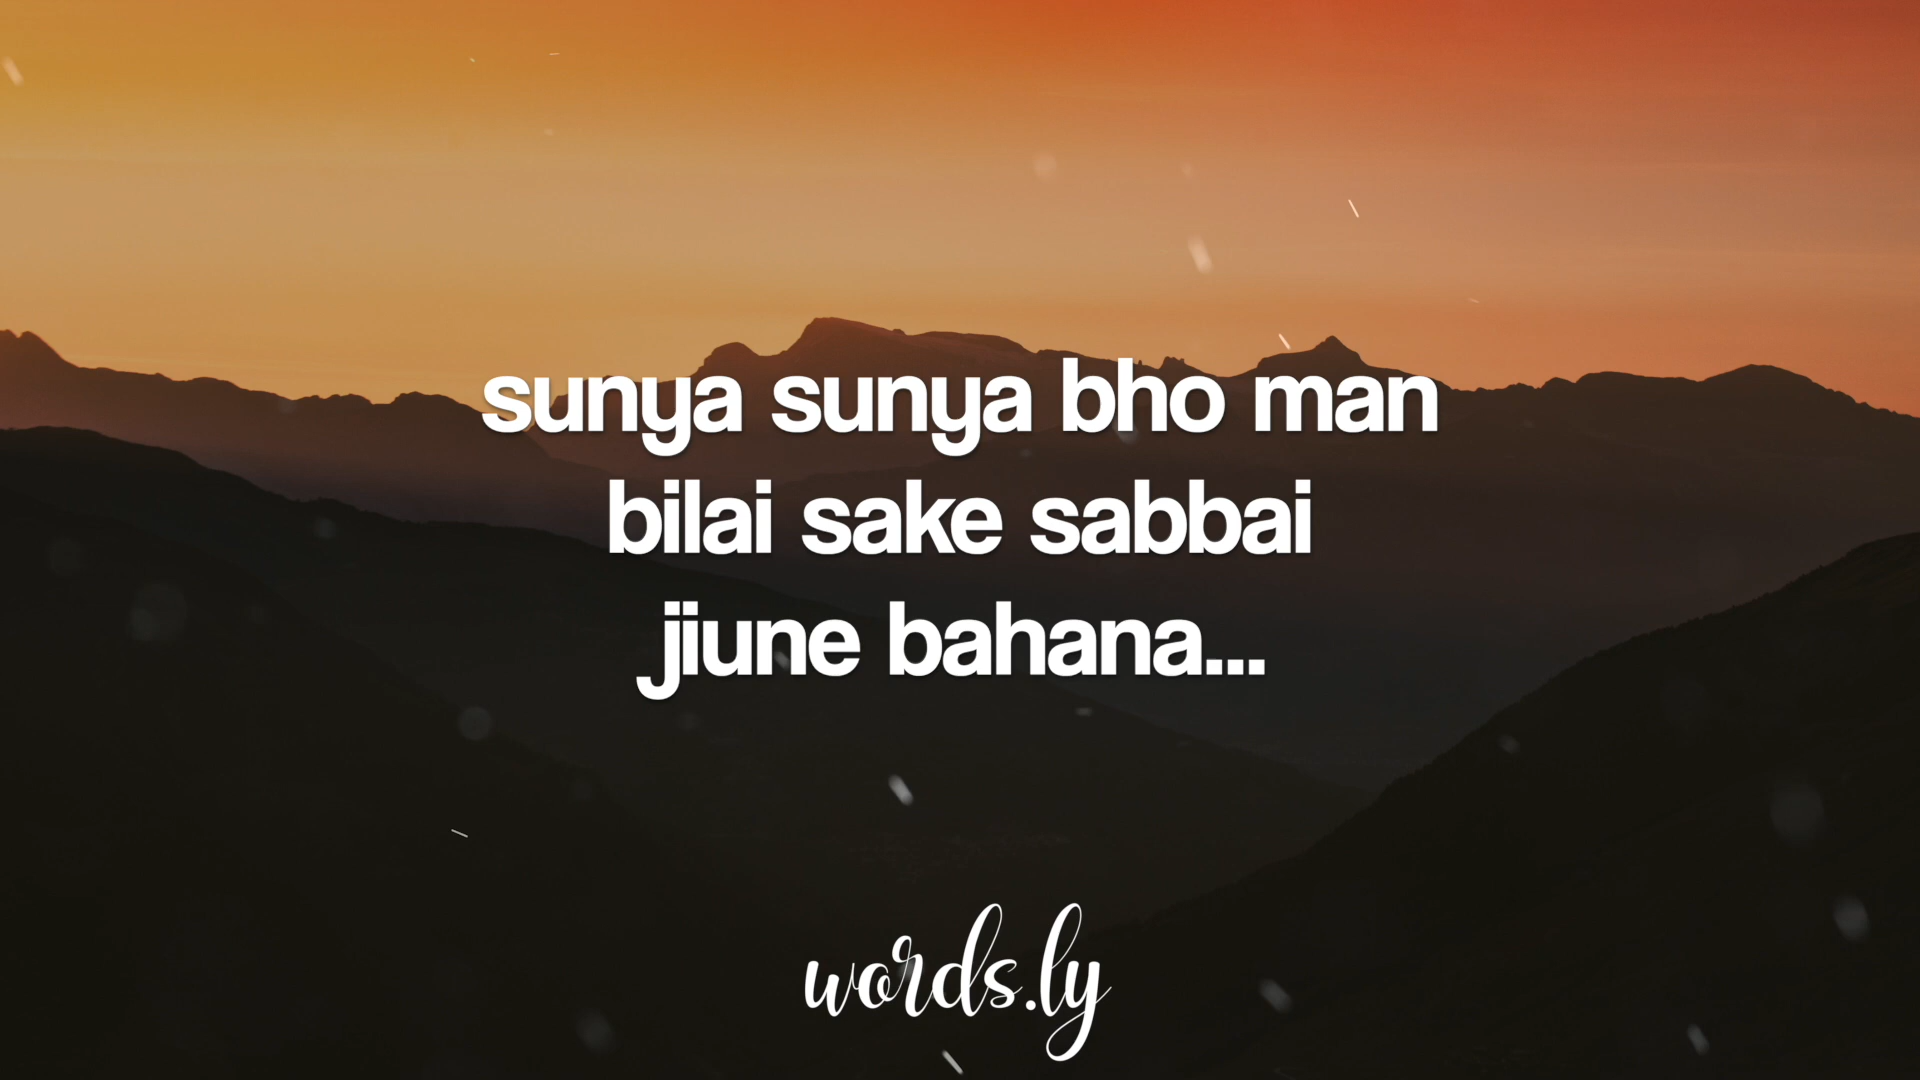 sunya sunya bho man
bilai sake sabbai
jiune bahana...
words.ly